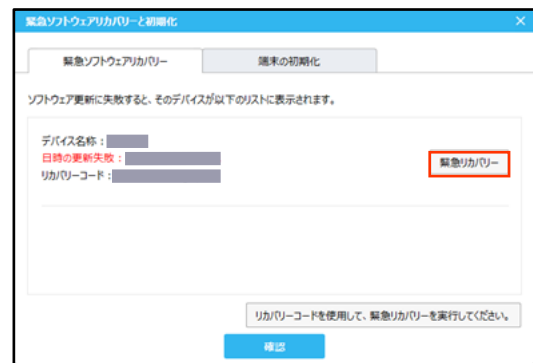 緊急ソフトウェアリカバリーと初期化
緊急ソフトウェアリカバリー
端末の初期化
ソフトウェア更新に失敗すると、そのデバイスが以下のリストに表示されます。
デバイス名称：
日時の更新失敗：
リカバリーコード：
緊急リカバリー
リカバリーコードを使用して、緊急リカバリーを実行してください。
確認